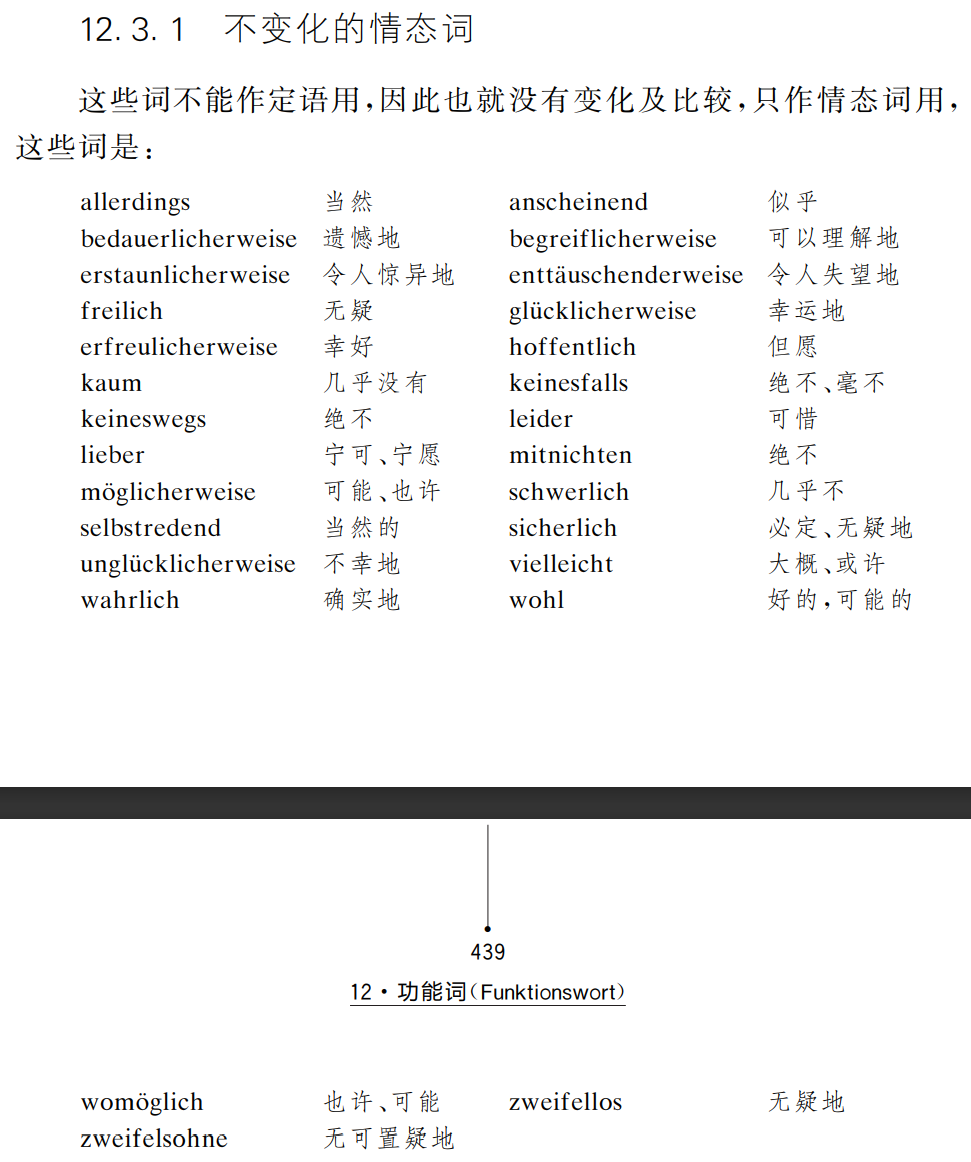 12.3.1 不变化的情态词
这些词不能作定语用,因此也就没有变化及比较,只作情态词用,
这些词是:
allerdings 当然 anscheinend 似乎
bedauerlicherweise 遗憾地 begreiflicherweise 可以理解地
erstaunlicherweise 令人惊异地 enttäuschenderweise 令人失望地
freilich 无疑 glücklicherweise 幸运地
erfreulicherweise 幸好 hoffentlich 但愿
kaum 几乎没有 keinesfalls 绝不、毫不
keineswegs 绝不 leider 可惜
lieber 宁可、宁愿 mitnichten 绝不
möglicherweise 可能、也许 schwerlich 几乎不
selbstredend 当然的 sicherlich 必定、无疑地
unglücklicherweise 不幸地 vielleicht 大概、或许
wahrlich 确实地 wohl 好的,可能的
439
12·功能词(Funktionswort)
womöglich 也许、可能 zweifellos 无疑地
zweifelsohne 无可置疑地